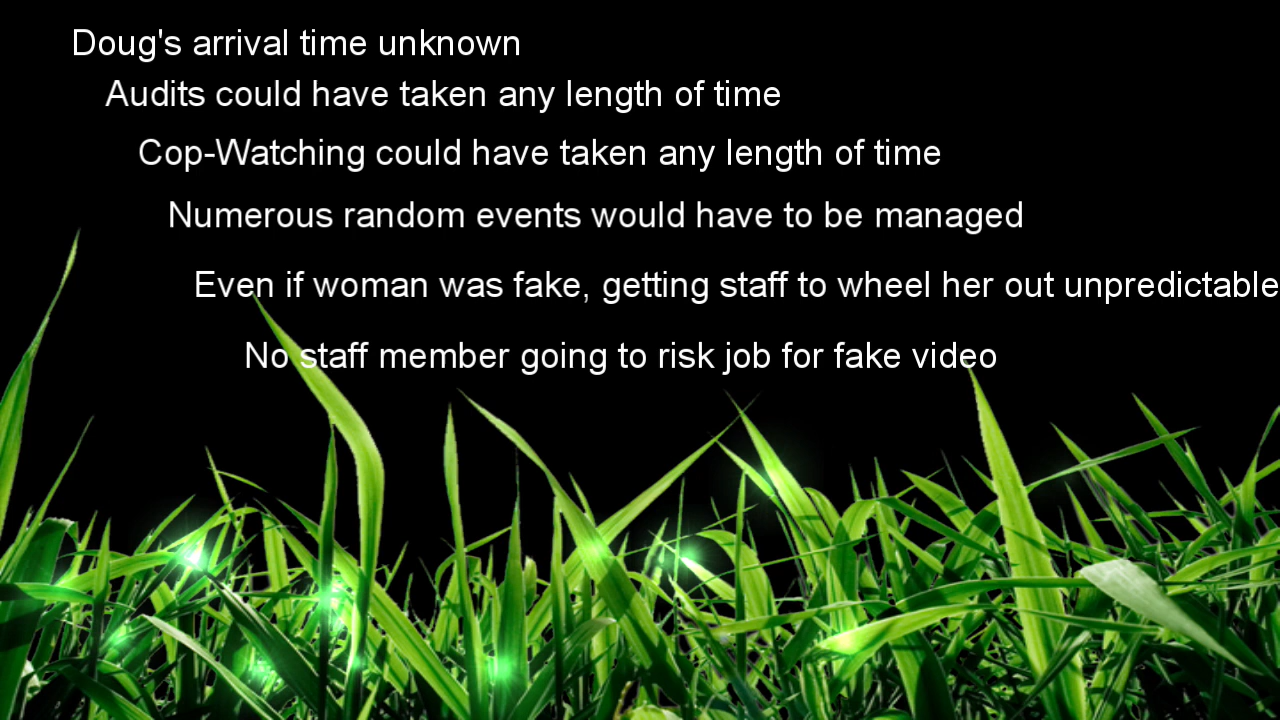 Doug's arrival time unknown
Audits could have taken any length of time
Cop-Watching could have taken any length of time
Numerous random events would have to be managed
Even if woman was fake, getting staff to wheel her out unpredictable
No staff member going to risk job for fake video